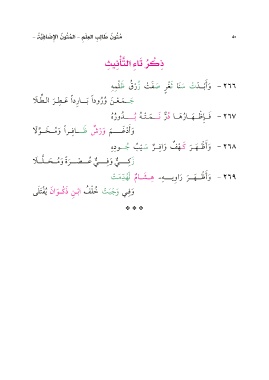 ٥٠
مُتُونُ طَالِبِ العِلْمِ - المُتُونُ الإِضَافِيَّةُ -
ذِكْرُ تَاءِ التَّأْنِيثِ
٢٦٦ - وَأَبْدَتْ سَنَا ثَغْرٍ صَفَتْ زُرْقُ ظَلْمِهِ
جَمَعْنَ وُرُوداً بَارِداً عَطِرَ الطِّلَا
٢٦٧ - فَإِظْهَارُهَا دُرٌّ نَمَتْهُ بُدُورُهُ
وَأَدْغَمَ وَرْشٌ ظَافِراً وَمُخَوَّلَا
٢٦٨ - وَأَظْهَرَ كَهْفٌ وَافِرٌ سَيْبُ جُودِهِ
زَكِيٌّ وَفِيٌّ عُصْرَةً وَمُحَلَّلَا
٢٦٩ - وَأَظْهَرَ رَاوِيهِ هِشَامٌ لَهُدِّمَتْ
وَفِي وَجَبَتْ خُلْفُ ابْنِ ذَكْوَانَ يُفْتَلَى